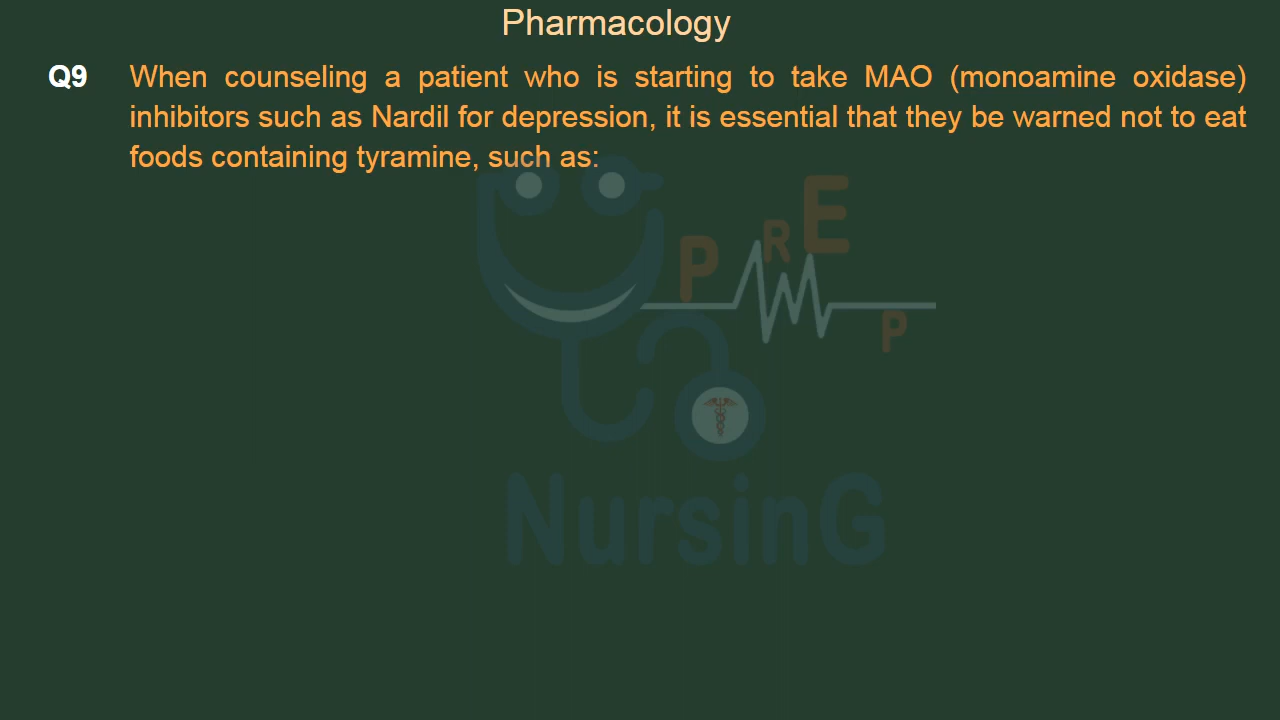 Pharmacology
Q9 When counseling a patient who is starting to take MAO (monoamine oxidase)
inhibitors such as Nardil for depression, it is essential that they be warned not to eat
foods containing tyramine, such as:
PREP
NursinG